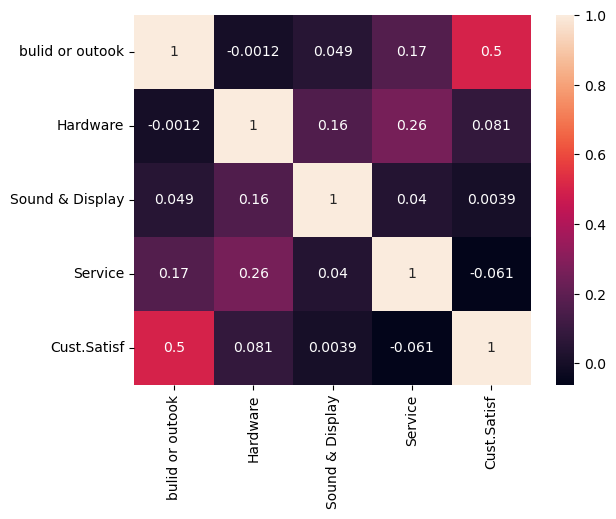 bulid or outook 1 -0.0012 0.049 0.17 0.5
Hardware -0.0012 1 0.16 0.26 0.081
Sound & Display 0.049 0.16 1 0.04 0.0039
Service 0.17 0.26 0.04 1 -0.061
Cust.Satisf 0.5 0.081 0.0039 -0.061 1
bulid or outook
Hardware
Sound & Display
Service
Cust.Satisf
1.0
0.8
0.6
0.4
0.2
0.0